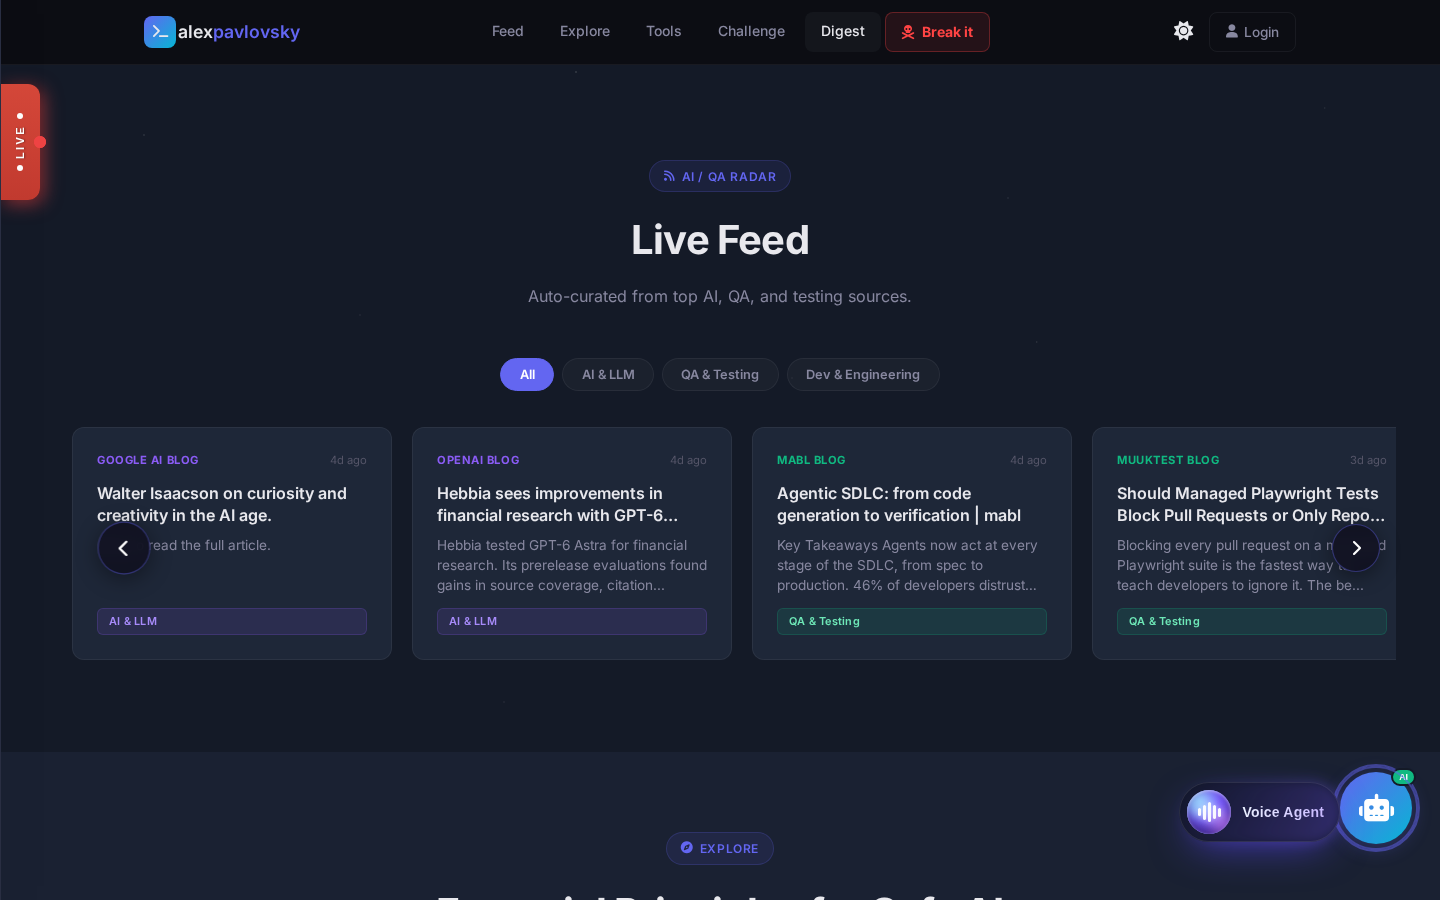 alexpavlovsky
Feed Explore Tools Challenge Digest Break it
Login
LIVE
AI / QA RADAR
Live Feed
Auto-curated from top AI, QA, and testing sources.
All AI & LLM QA & Testing Dev & Engineering
GOOGLE AI BLOG 4d ago
Walter Isaacson on curiosity and
creativity in the AI age.
read the full article.
AI & LLM
OPENAI BLOG 4d ago
Hebbia sees improvements in
financial research with GPT-6...
Hebbia tested GPT-6 Astra for financial
research. Its prerelease evaluations found
gains in source coverage, citation...
AI & LLM
MABL BLOG 4d ago
Agentic SDLC: from code
generation to verification | mabl
Key Takeaways Agents now act at every
stage of the SDLC, from spec to
production. 46% of developers distrust...
QA & Testing
MUUKTEST BLOG 3d ago
Should Managed Playwright Tests
Block Pull Requests or Only Repo...
Blocking every pull request on a
Playwright suite is the fastest way
teach developers to ignore it. The be...
QA & Testing
AI
Voice Agent
EXPLORE